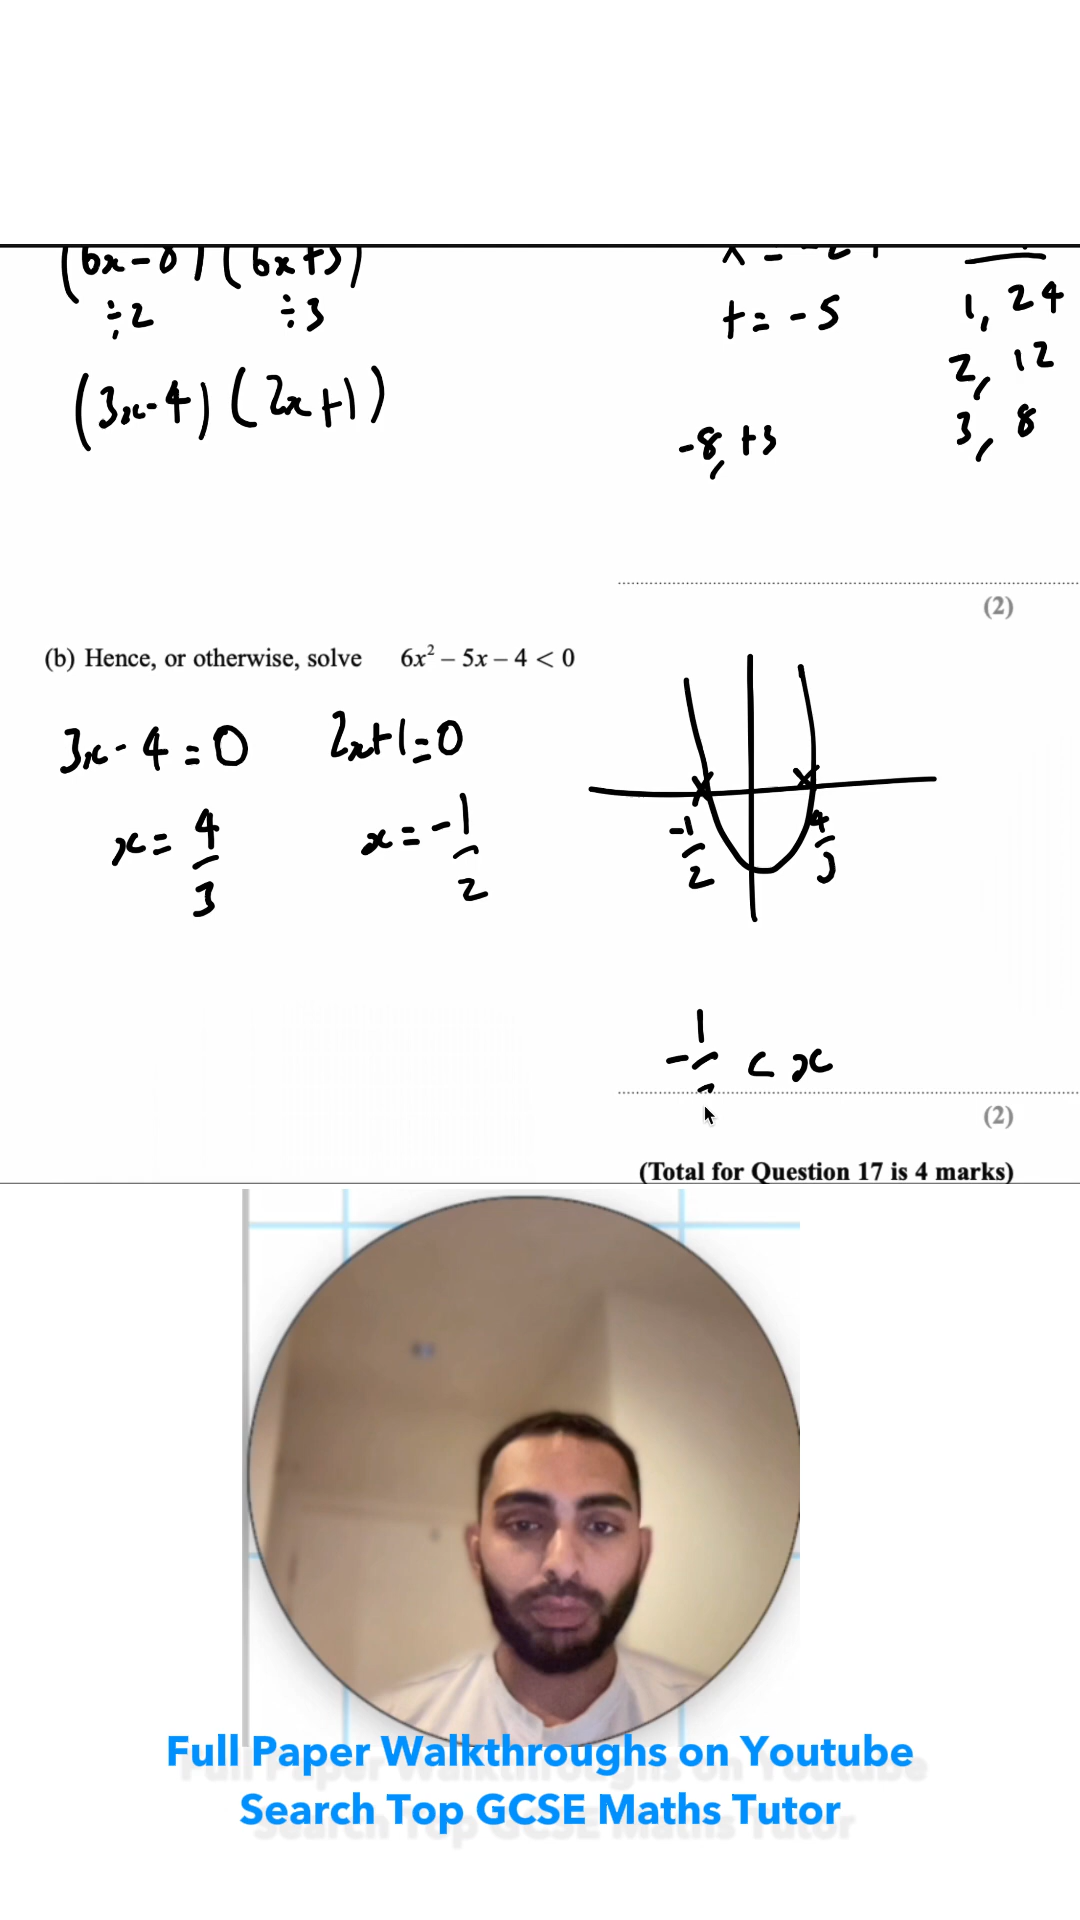 (6x-8)(6x+3)
÷2 ÷3
(3x-4)(2x+1)
t = -5
-8, +3
1, 24
2, 12
3, 8
(2)
(b) Hence, or otherwise, solve 6x² – 5x – 4 < 0
3x - 4 = 0 2x+1=0
x = 4/3 x = -1/2
-1/2 4/3
-1/ < x
(2)
(Total for Question 17 is 4 marks)
Full Paper Walkthroughs on Youtube
Search Top GCSE Maths Tutor